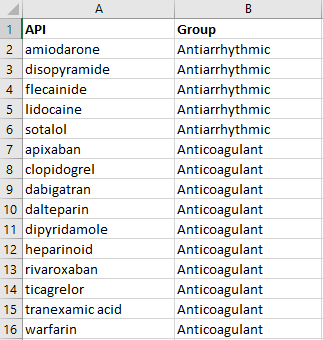 A B
1 API Group
2 amiodarone Antiarrhythmic
3 disopyramide Antiarrhythmic
4 flecainide Antiarrhythmic
5 lidocaine Antiarrhythmic
6 sotalol Antiarrhythmic
7 apixaban Anticoagulant
8 clopidogrel Anticoagulant
9 dabigatran Anticoagulant
10 dalteparin Anticoagulant
11 dipyridamole Anticoagulant
12 heparinoid Anticoagulant
13 rivaroxaban Anticoagulant
14 ticagrelor Anticoagulant
15 tranexamic acid Anticoagulant
16 warfarin Anticoagulant